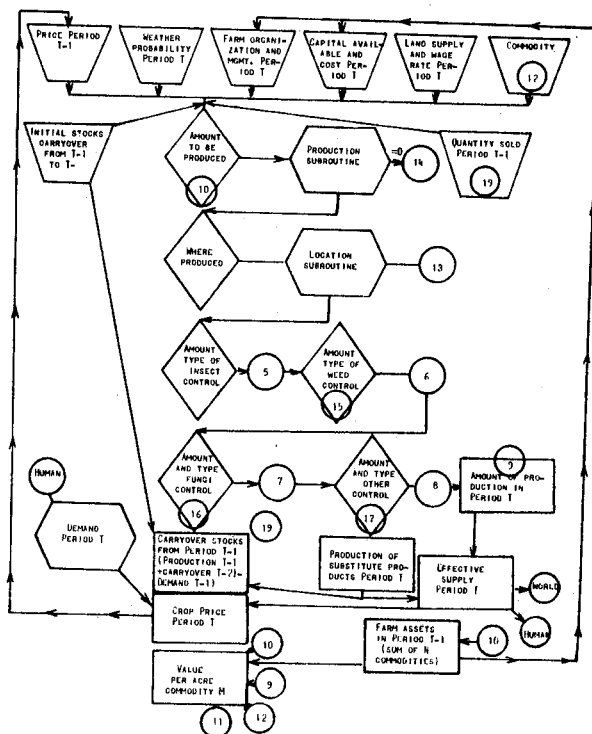 PRICE PERIOD
T-1
WEATHER
PROBABILITY
PERIOD T
FARM ORGAN-
IZATION AND
MGMT. PER-
IOD T
CAPITAL AVAIL-
ABLE AND
COST PERIOD
T
LAND SUPPLY
AND WAGE
RATE PER-
IOD T
COMMODITY
12
INITIAL STOCKS
CARRYOVER
FROM T-1
TO T-
AMOUNT
TO BE
PRODUCED
10
PRODUCTION
SUBROUTINE
=0
14
QUANTITY SOLD
PERIOD T-1
19
WHERE
PRODUCED
LOCATION
SUBROUTINE
13
AMOUNT
TYPE OF
INSECT
CONTROL
5
AMOUNT
TYPE OF
WEED
CONTROL
15
6
HUMAN
AMOUNT
AND TYPE
FUNGI
CONTROL
16
7
AMOUNT
AND TYPE
OTHER
CONTROL
17
8
9
AMOUNT OF PRO-
DUCTION IN
PERIOD T
DEMAND
PERIOD T
19
CARRYOVER STOCKS
FROM PERIOD T-1
(PRODUCTION T-1
+CARRYOVER T-2)-
DEMAND T-1)
PRODUCTION OF
SUBSTITUTE PRO-
DUCTS PERIOD T
EFFECTIVE
SUPPLY
PERIOD T
WORLD
HUMAN
CROP PRICE
PERIOD T
10
VALUE
PER ACRE
COMMODITY M
9
11
12
FARM ASSETS
IN PERIOD T-1
(SUM OF N
COMMODITIES)